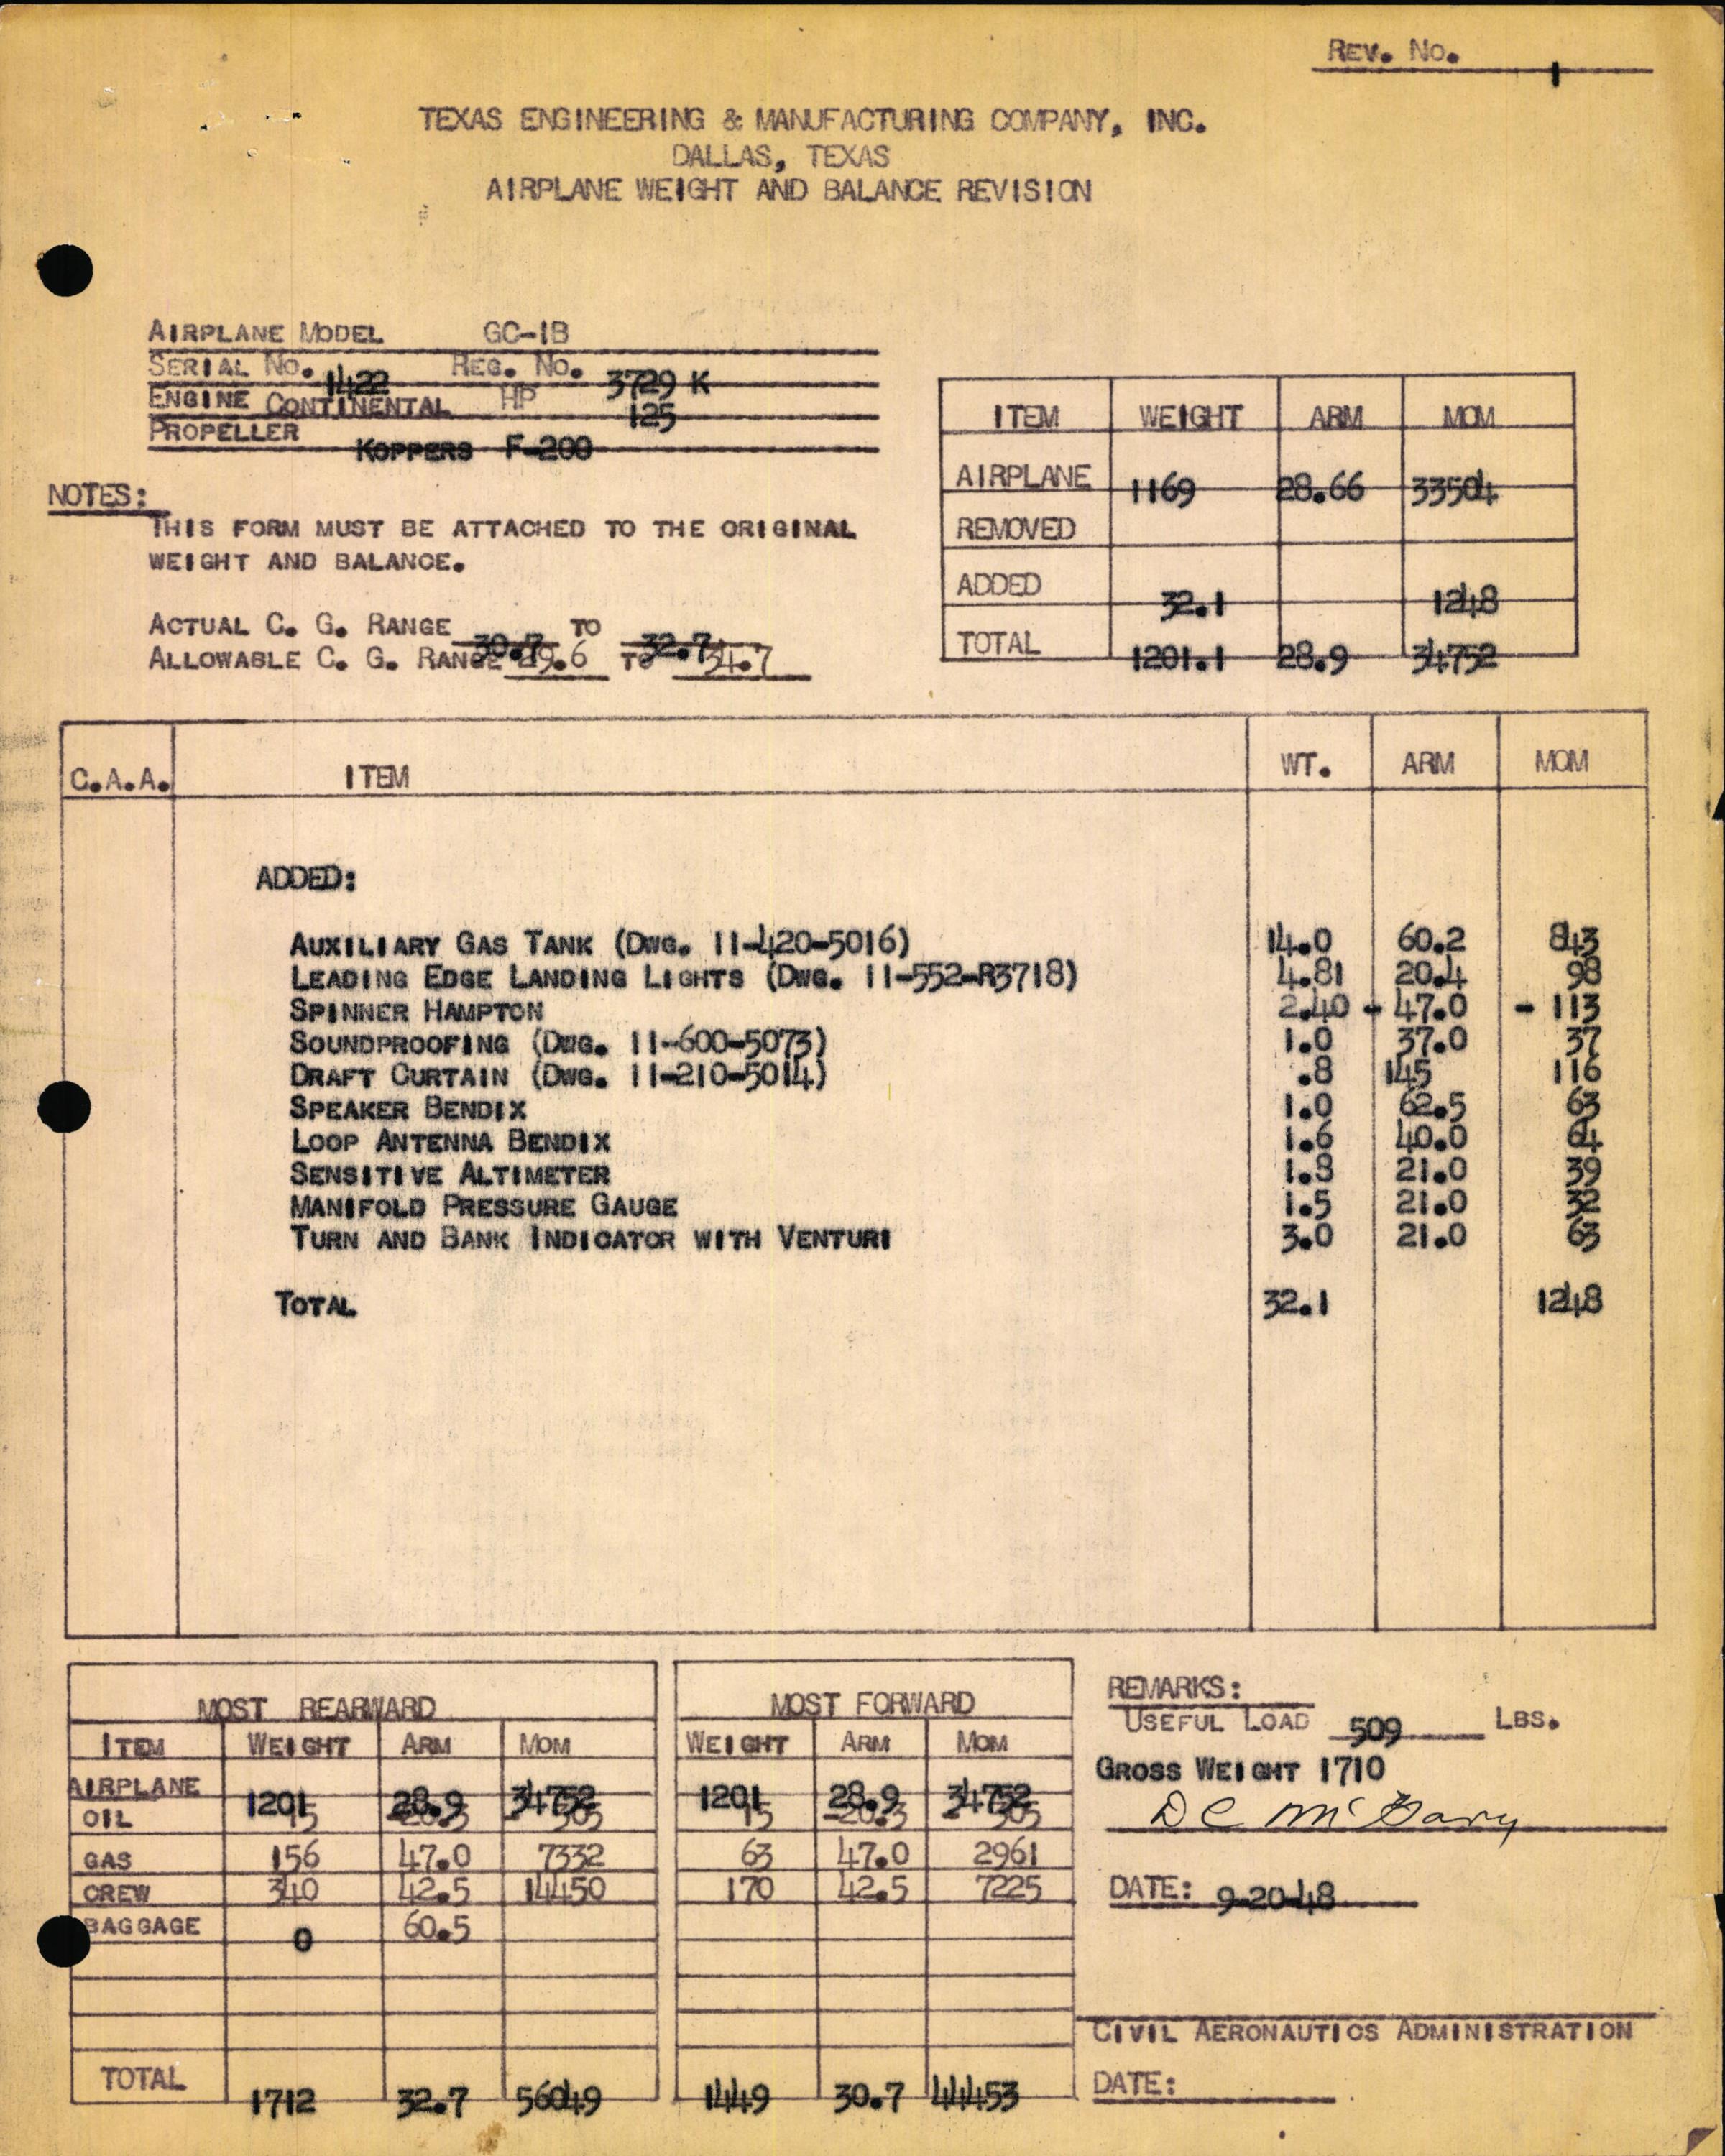 REV. NO. 1
TEXAS ENGINEERING & MANUFACTURING COMPANY, INC.
DALLAS, TEXAS
AIRPLANE WEIGHT AND BALANCE REVISION
AIRPLANE MODEL GC-1B
SERIAL NO. 1422 REG. NO. 3729 K
ENGINE CONTINENTAL HP 125
PROPELLER KOPPERS F-200
NOTES:
THIS FORM MUST BE ATTACHED TO THE ORIGINAL
WEIGHT AND BALANCE.
ACTUAL C. G. RANGE 30.7 TO 32.7
ALLOWABLE C. G. RANGE 29.6 TO 34.7
ITEM WEIGHT ARM MOM
AIRPLANE 1169 28.66 33504
REMOVED
ADDED 32.1 1248
TOTAL 1201.1 28.9 34752
C.A.A. ITEM WT. ARM MOM
ADDED:
AUXILIARY GAS TANK (DWG. 11-420-5016) 14.0 60.2 843
LEADING EDGE LANDING LIGHTS (DWG. 11-552-R3718) 4.81 20.4 98
SPINNER HAMPTON 2.40 - 47.0 - 113
SOUNDPROOFING (DWG. 11-600-5073) 1.0 37.0 37
DRAFT CURTAIN (DWG. 11-210-5014) .8 145 116
SPEAKER BENDIX 1.0 62.5 63
LOOP ANTENNA BENDIX 1.6 40.0 64
SENSITIVE ALTIMETER 1.8 21.0 39
MANIFOLD PRESSURE GAUGE 1.5 21.0 32
TURN AND BANK INDICATOR WITH VENTURI 3.0 21.0 63
TOTAL 32.1 1248
MOST REARWARD
ITEM WEIGHT ARM MOM
AIRPLANE 1201 28.9 34752
OIL 15 -20.3 - 305
GAS 156 47.0 7332
CREW 340 42.5 14450
BAGGAGE 0 60.5
TOTAL 1712 32.7 56049
MOST FORWARD
WEIGHT ARM MOM
1201 28.9 34752
15 -20.3 - 305
63 47.0 2961
170 42.5 7225
1449 30.7 44453
REMARKS:
USEFUL LOAD 509 LBS.
GROSS WEIGHT 1710
D C McGary
DATE: 9-20-48
CIVIL AERONAUTICS ADMINISTRATION
DATE: